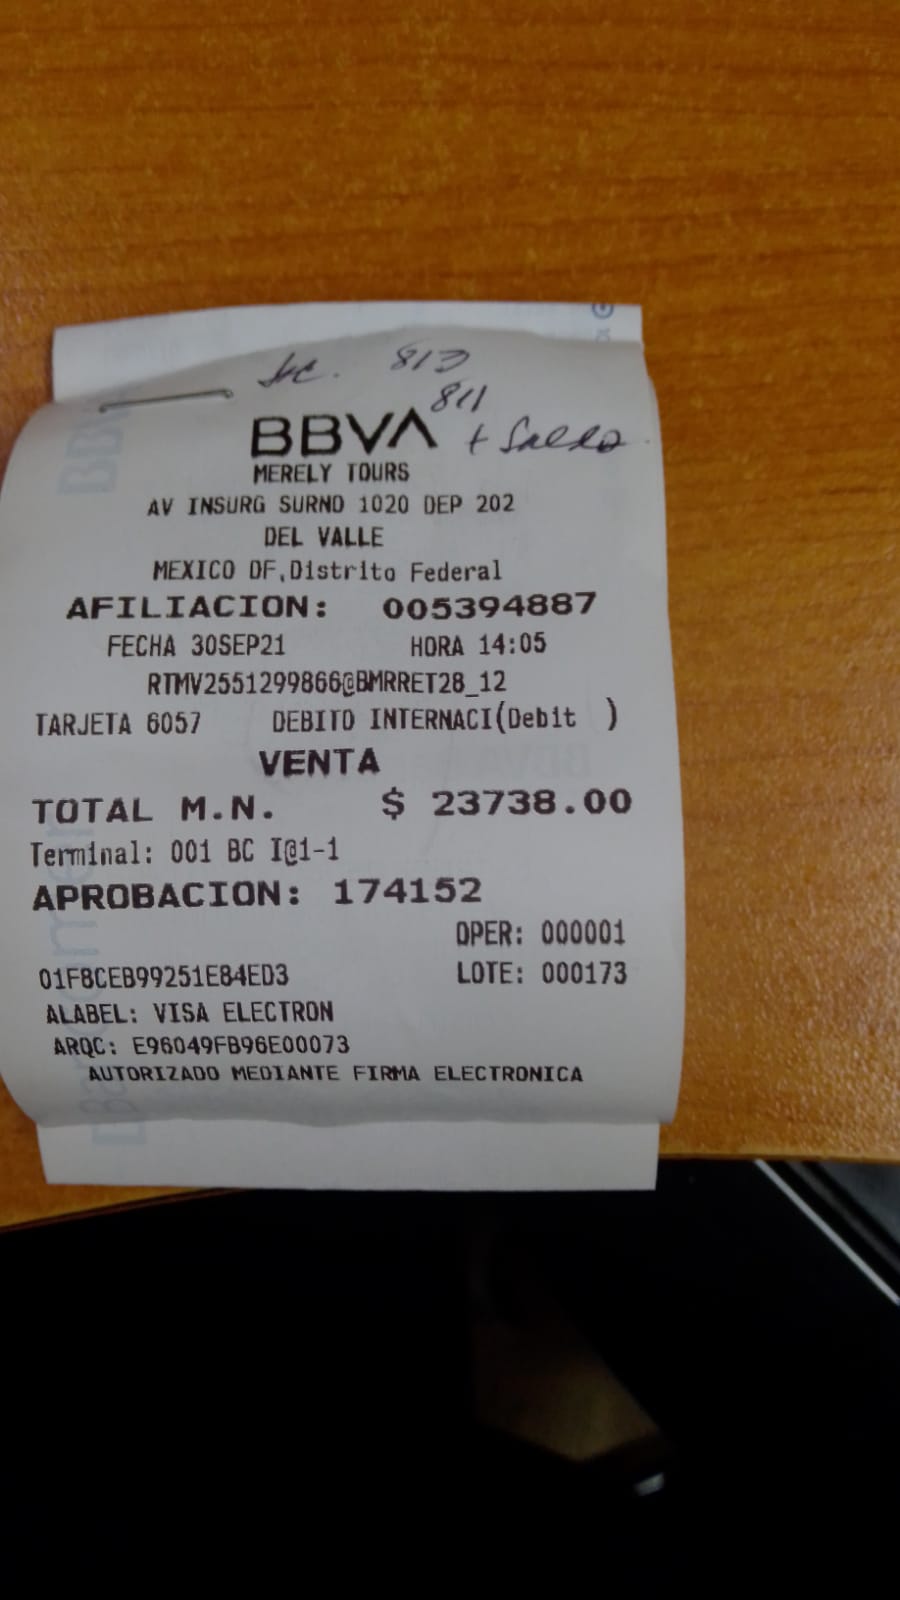 813
811
BBVA + Saldo
MERELY TOURS
AV INSURG SURNO 1020 DEP 202
DEL VALLE
MEXICO DF,Distrito Federal
AFILIACION: 005394887
FECHA 30SEP21 HORA 14:05
RTMV2551299866@BMRRET28_12
TARJETA 6057 DEBITO INTERNACI(Debit )
VENTA
TOTAL M.N. $ 23738.00
Terminal: 001 BC I@1-1
APROBACION: 174152
OPER: 000001
01F8CEB99251E84ED3 LOTE: 000173
ALABEL: VISA ELECTRON
ARQC: E96049FB96E00073
AUTORIZADO MEDIANTE FIRMA ELECTRONICA